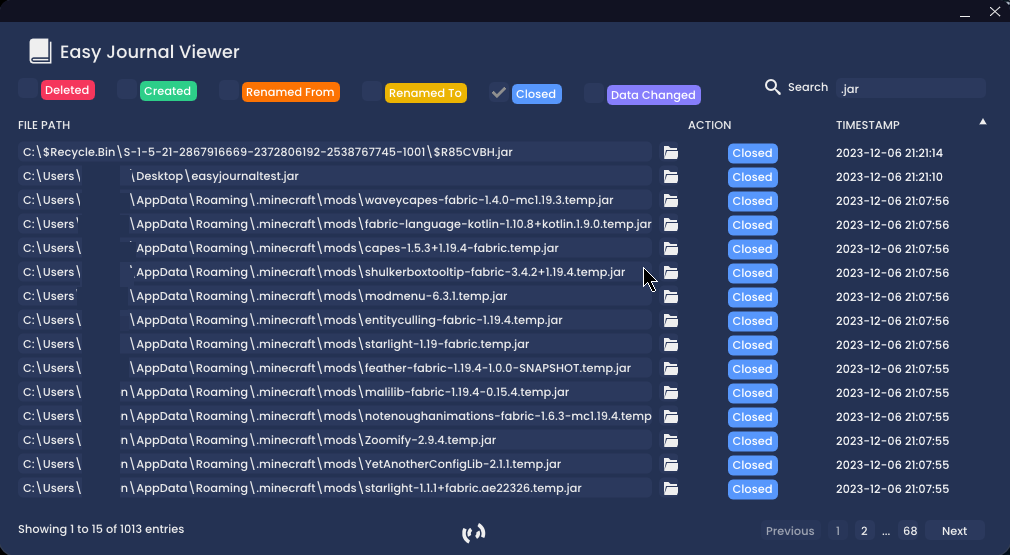 Easy Journal Viewer
Deleted Created Renamed From Renamed To Closed Data Changed Search .jar
FILE PATH ACTION TIMESTAMP
C:\$Recycle.Bin\S-1-5-21-2867916669-2372806192-2538767745-1001\$R85CVBH.jar Closed 2023-12-06 21:21:14
C:\Users\ \Desktop\easyjournaltest.jar Closed 2023-12-06 21:21:10
C:\Users\ \AppData\Roaming\.minecraft\mods\waveycapes-fabric-1.4.0-mc1.19.3.temp.jar Closed 2023-12-06 21:07:56
C:\Users\ \AppData\Roaming\.minecraft\mods\fabric-language-kotlin-1.10.8+kotlin.1.9.0.temp.jar Closed 2023-12-06 21:07:56
C:\Users\ \AppData\Roaming\.minecraft\mods\capes-1.5.3+1.19.4-fabric.temp.jar Closed 2023-12-06 21:07:56
C:\Users\ \AppData\Roaming\.minecraft\mods\shulkerboxtooltip-fabric-3.4.2+1.19.4.temp.jar Closed 2023-12-06 21:07:56
C:\Users \AppData\Roaming\.minecraft\mods\modmenu-6.3.1.temp.jar Closed 2023-12-06 21:07:56
C:\Users\ \AppData\Roaming\.minecraft\mods\entityculling-fabric-1.19.4.temp.jar Closed 2023-12-06 21:07:56
C:\Users\ \AppData\Roaming\.minecraft\mods\starlight-1.19-fabric.temp.jar Closed 2023-12-06 21:07:56
C:\Users\ \AppData\Roaming\.minecraft\mods\feather-fabric-1.19.4-1.0.0-SNAPSHOT.temp.jar Closed 2023-12-06 21:07:56
C:\Users\ n\AppData\Roaming\.minecraft\mods\malilib-fabric-1.19.4-0.15.4.temp.jar Closed 2023-12-06 21:07:55
C:\Users\ n\AppData\Roaming\.minecraft\mods\notenoughanimations-fabric-1.6.3-mc1.19.4.temp Closed 2023-12-06 21:07:55
C:\Users\ n\AppData\Roaming\.minecraft\mods\Zoomify-2.9.4.temp.jar Closed 2023-12-06 21:07:55
C:\Users\ n\AppData\Roaming\.minecraft\mods\YetAnotherConfigLib-2.1.1.temp.jar Closed 2023-12-06 21:07:55
C:\Users\ n\AppData\Roaming\.minecraft\mods\starlight-1.1.1+fabric.ae22326.temp.jar Closed 2023-12-06 21:07:55
Showing 1 to 15 of 1013 entries Previous 1 2 ... 68 Next